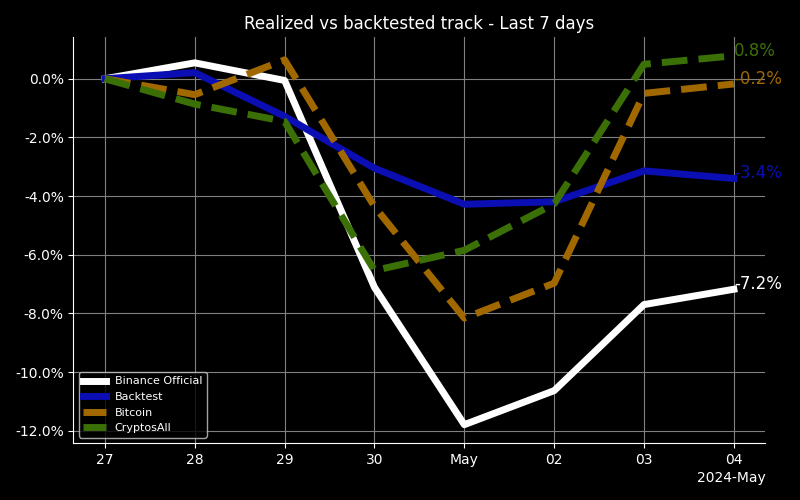 Realized vs backtested track - Last 7 days
0.8%
0.0%
-0.2%
-2.0%
-3.4%
-4.0%
-6.0%
-7.2%
-8.0%
-10.0%
-12.0%
Binance Official
Backtest
Bitcoin
CryptosAll
27 28 29 30 May 02 03 04
2024-May